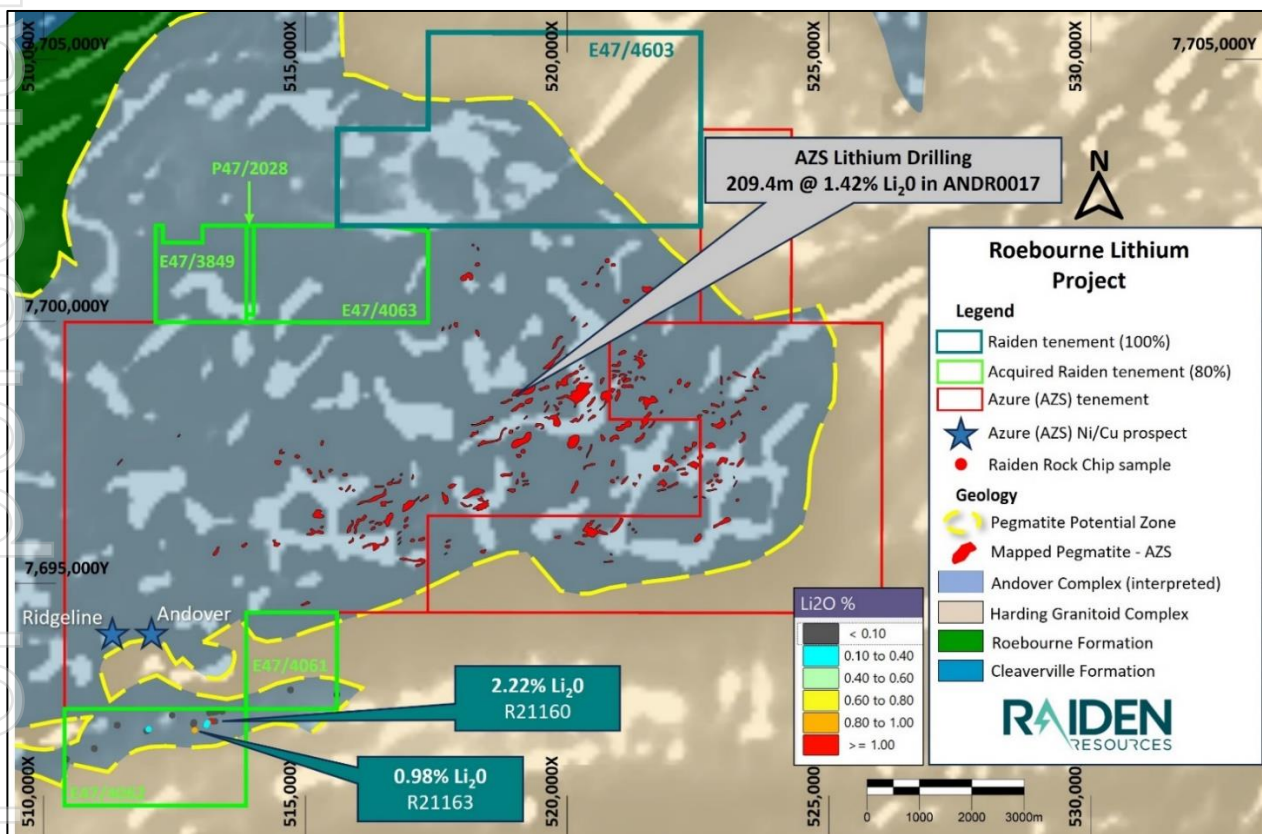 510,000X
515,000X
520,000X
525,000X
530,000X
7,705,000Y
7,705,000Y
E47/4603
P47/2028
AZS Lithium Drilling
209.4m @ 1.42% Li₂0 in ANDR0017
N
E47/3849
E47/4063
7,700,000Y
7,695,000Y
Ridgeline
Andover
E47/4061
2.22% Li₂0
R21160
0.98% Li₂0
R21163
510,000X
515,000X
520,000X
525,000X
530,000X
Roebourne Lithium
Project
Legend
Raiden tenement (100%)
Acquired Raiden tenement (80%)
Azure (AZS) tenement
Azure (AZS) Ni/Cu prospect
Raiden Rock Chip sample
Geology
Pegmatite Potential Zone
Mapped Pegmatite - AZS
Andover Complex (interpreted)
Harding Granitoid Complex
Roebourne Formation
Cleaverville Formation
RAIDEN
RESOURCES
Li2O %
< 0.10
0.10 to 0.40
0.40 to 0.60
0.60 to 0.80
0.80 to 1.00
>= 1.00
0 1000 2000 3000m